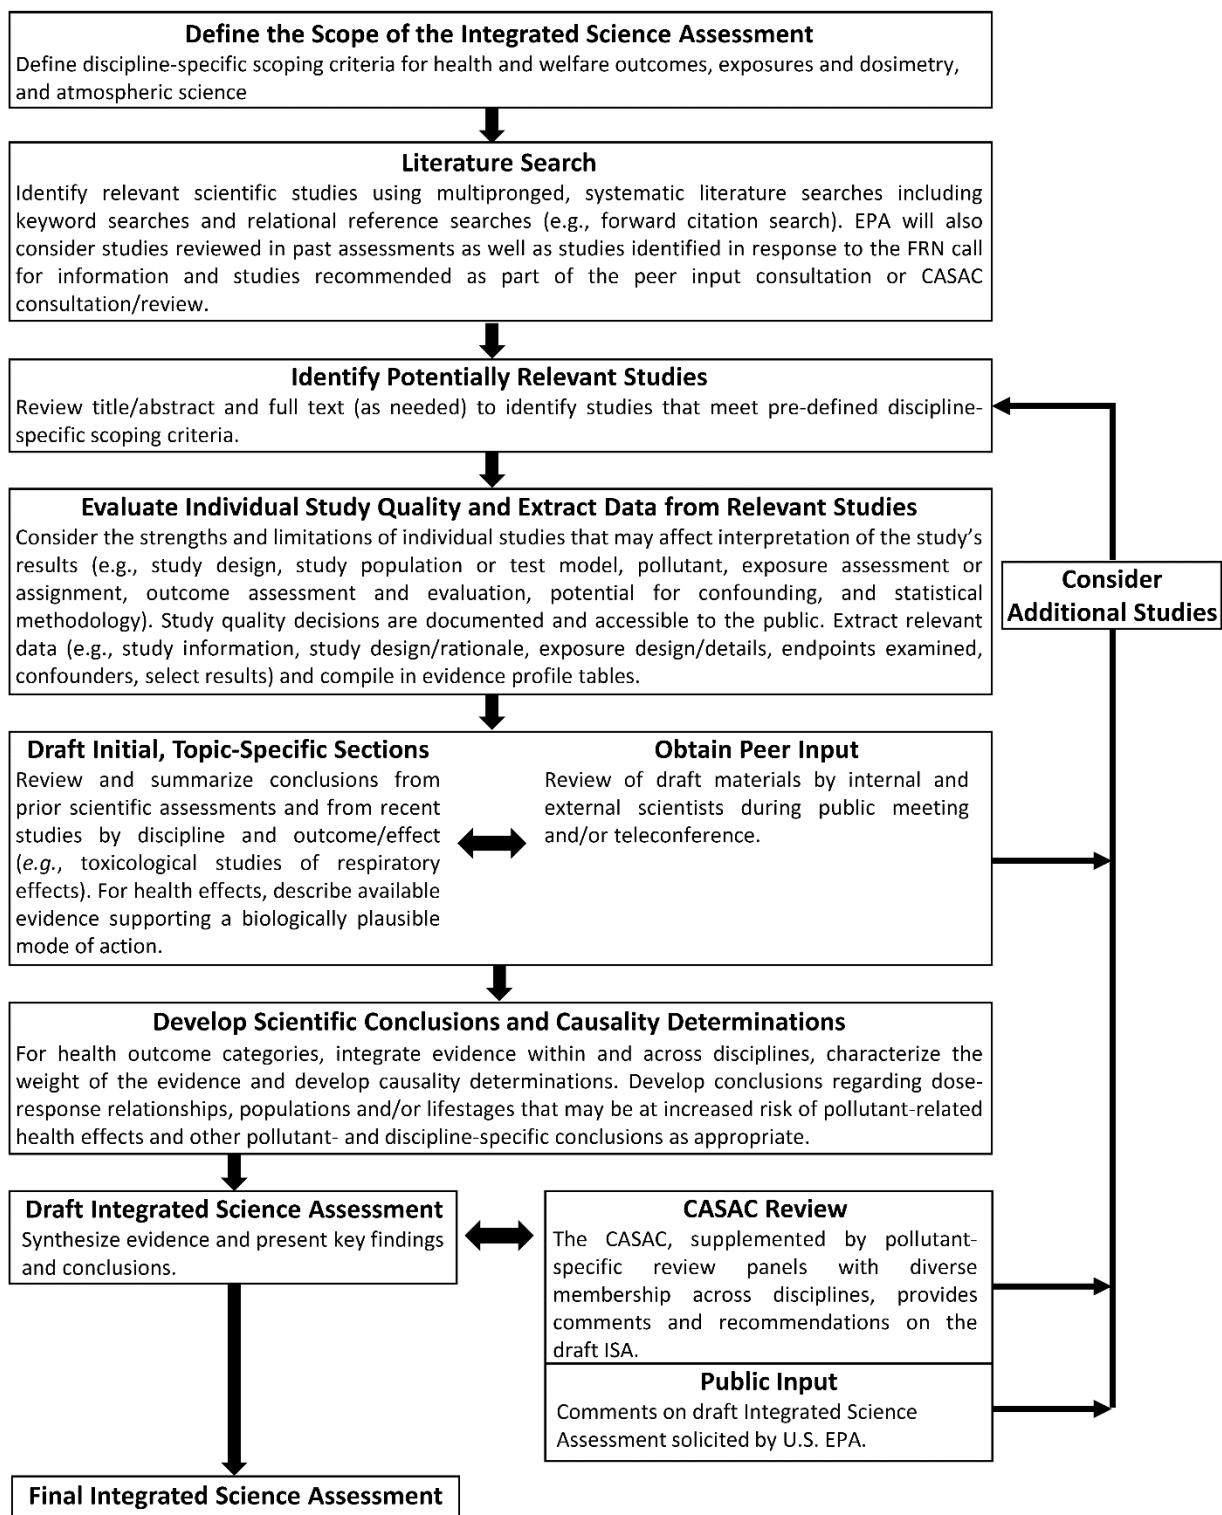 Define the Scope of the Integrated Science Assessment
Define discipline-specific scoping criteria for health and welfare outcomes, exposures and dosimetry,
and atmospheric science
Literature Search
Identify relevant scientific studies using multipronged, systematic literature searches including
keyword searches and relational reference searches (e.g., forward citation search). EPA will also
consider studies reviewed in past assessments as well as studies identified in response to the FRN call
for information and studies recommended as part of the peer input consultation or CASAC
consultation/review.
Identify Potentially Relevant Studies
Review title/abstract and full text (as needed) to identify studies that meet pre-defined discipline-
specific scoping criteria.
Evaluate Individual Study Quality and Extract Data from Relevant Studies
Consider the strengths and limitations of individual studies that may affect interpretation of the study's
results (e.g., study design, study population or test model, pollutant, exposure assessment or
assignment, outcome assessment and evaluation, potential for confounding, and statistical
methodology). Study quality decisions are documented and accessible to the public. Extract relevant
data (e.g., study information, study design/rationale, exposure design/details, endpoints examined,
confounders, select results) and compile in evidence profile tables.
Consider
Additional Studies
Draft Initial, Topic-Specific Sections
Review and summarize conclusions from
prior scientific assessments and from recent
studies by discipline and outcome/effect
(e.g., toxicological studies of respiratory
effects). For health effects, describe available
evidence supporting a biologically plausible
mode of action.
Obtain Peer Input
Review of draft materials by internal and
external scientists during public meeting
and/or teleconference.
Develop Scientific Conclusions and Causality Determinations
For health outcome categories, integrate evidence within and across disciplines, characterize the
weight of the evidence and develop causality determinations. Develop conclusions regarding dose-
response relationships, populations and/or lifestages that may be at increased risk of pollutant-related
health effects and other pollutant- and discipline-specific conclusions as appropriate.
Draft Integrated Science Assessment
Synthesize evidence and present key findings
and conclusions.
CASAC Review
The CASAC, supplemented by pollutant-
specific review panels with diverse
membership across disciplines, provides
comments and recommendations on the
draft ISA.
Public Input
Comments on draft Integrated Science
Assessment solicited by U.S. EPA.
Final Integrated Science Assessment